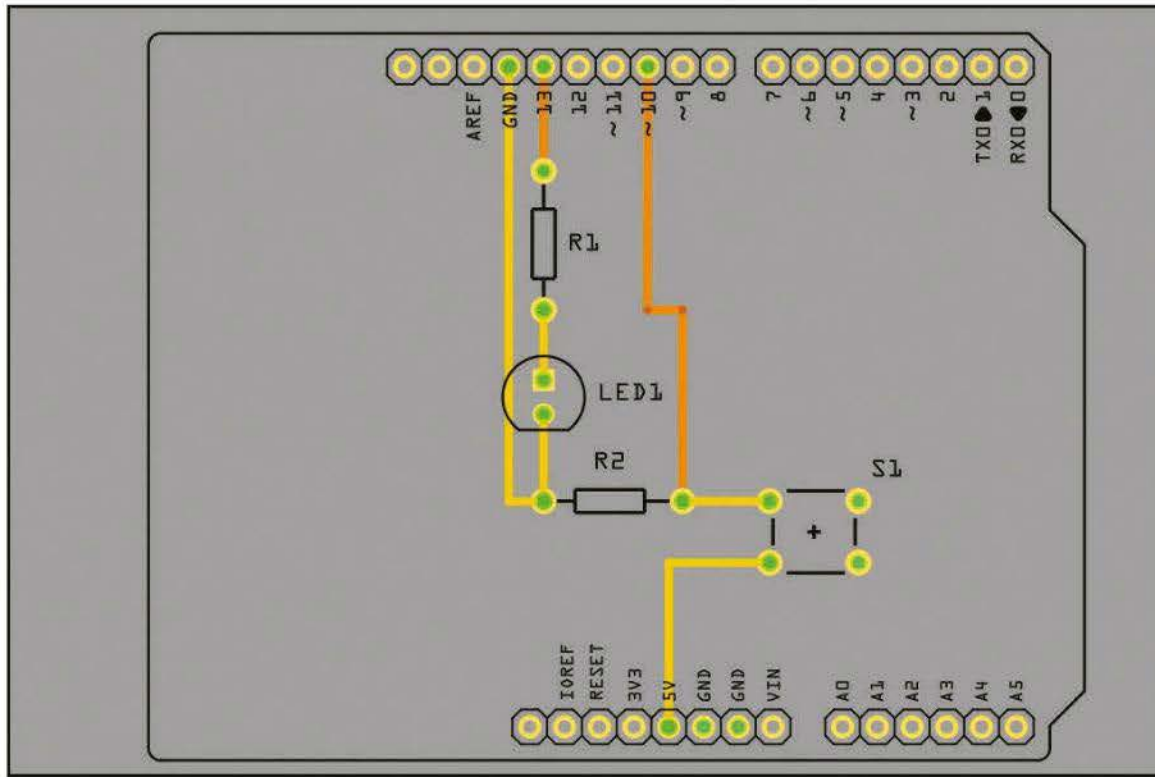 AREF
GND
13
12
~11
~10
~9
8
7
~6
~5
4
~3
2
TX0▶1
RX0◀0
R1
LED1
R2
S1
+
IOREF
RESET
3V3
5V
GND
GND
VIN
A0
A1
A2
A3
A4
A5